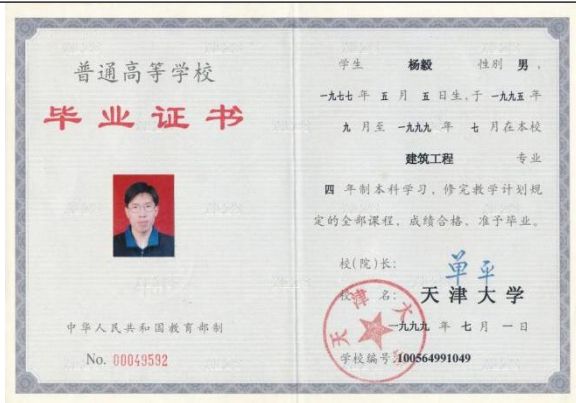 普通高等学校
毕业证书
中华人民共和国教育部制
No. 00049592
学生 杨毅 性别 男，
一九七七 年 五 月 五 日生，于 一九九五 年
九 月至 一九九九 年 七 月在本校
建筑工程 专业
四 年制本科学习，修完教学计划规
定的全部课程，成绩合格，准予毕业。
校(院)长：
单平
校 名：天津大学
一九九九 年 七 月 一 日
学校编号：100564991049
天津大